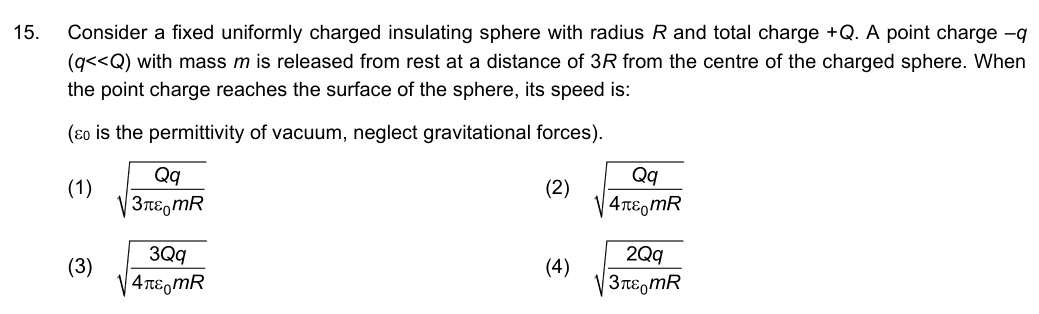 15. Consider a fixed uniformly charged insulating sphere with radius R and total charge +Q. A point charge –q
(q<<Q) with mass m is released from rest at a distance of 3R from the centre of the charged sphere. When
the point charge reaches the surface of the sphere, its speed is:
(ε0 is the permittivity of vacuum, neglect gravitational forces).
(1) √(Qq / 3πε₀mR) (2) √(Qq / 4πε₀mR)
(3) √(3Qq / 4πε₀mR) (4) √(2Qq / 3πε₀mR)